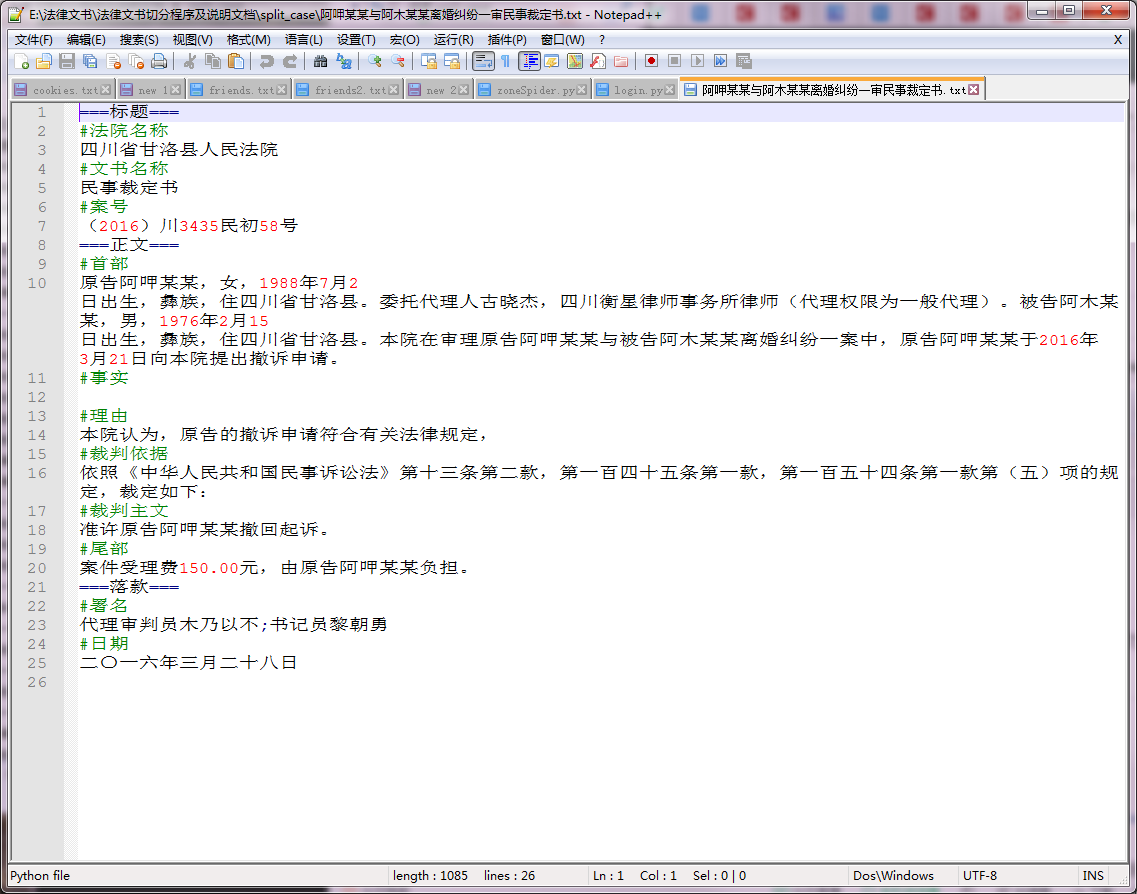 E:\法律文书\法律文书切分程序及说明文档\split_case\阿呷某某与阿木某某离婚纠纷一审民事裁定书.txt - Notepad++
文件(F) 编辑(E) 搜索(S) 视图(V) 格式(M) 语言(L) 设置(T) 宏(O) 运行(R) 插件(P) 窗口(W) ? X
cookies.txt new 1 friends.txt friends2.txt new 2 zoneSpider.py login.py 阿呷某某与阿木某某离婚纠纷一审民事裁定书.txt
1 ===标题===
2 #法院名称
3 四川省甘洛县人民法院
4 #文书名称
5 民事裁定书
6 #案号
7 （2016）川3435民初58号
8 ===正文===
9 #首部
10 原告阿呷某某，女，1988年7月2
日出生，彝族，住四川省甘洛县。委托代理人古晓杰，四川衡星律师事务所律师（代理权限为一般代理）。被告阿木某
某，男，1976年2月15
日出生，彝族，住四川省甘洛县。本院在审理原告阿呷某某与被告阿木某某离婚纠纷一案中，原告阿呷某某于2016年
3月21日向本院提出撤诉申请。
11 #事实
12
13 #理由
14 本院认为，原告的撤诉申请符合有关法律规定，
15 #裁判依据
16 依照《中华人民共和国民事诉讼法》第十三条第二款，第一百四十五条第一款，第一百五十四条第一款第（五）项的规
定，裁定如下：
17 #裁判主文
18 准许原告阿呷某某撤回起诉。
19 #尾部
20 案件受理费150.00元，由原告阿呷某某负担。
21 ===落款===
22 #署名
23 代理审判员木乃以不;书记员黎朝勇
24 #日期
25 二〇一六年三月二十八日
26
Python file length : 1085 lines : 26 Ln : 1 Col : 1 Sel : 0 | 0 Dos\Windows UTF-8 INS